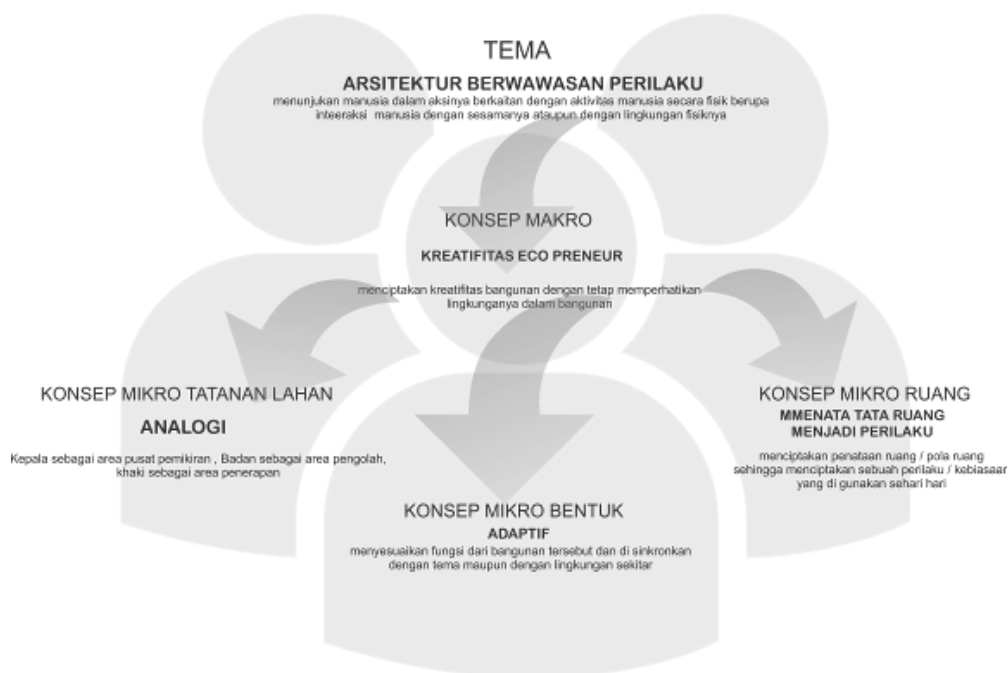 TEMA
ARSITEKTUR BERWAWASAN PERILAKU
menunjukan manusia dalam aksinya berkaitan dengan aktivitas manusia secara fisik berupa
inteeraksi manusia dengan sesamanya ataupun dengan lingkungan fisiknya
KONSEP MAKRO
KREATIFITAS ECO PRENEUR
menciptakan kreatifitas bangunan dengan tetap memperhatikan
lingkunganya dalam bangunan
KONSEP MIKRO TATANAN LAHAN
ANALOGI
Kepala sebagai area pusat pemikiran , Badan sebagai area pengolah,
khaki sebagai area penerapan
KONSEP MIKRO BENTUK
ADAPTIF
menyesuaikan fungsi dari bangunan tersebut dan di sinkronkan
dengan tema maupun dengan lingkungan sekitar
KONSEP MIKRO RUANG
MMENATA TATA RUANG
MENJADI PERILAKU
menciptakan penataan ruang / pola ruang
sehingga menciptakan sebuah perilaku / kebiasaan
yang di gunakan sehari hari